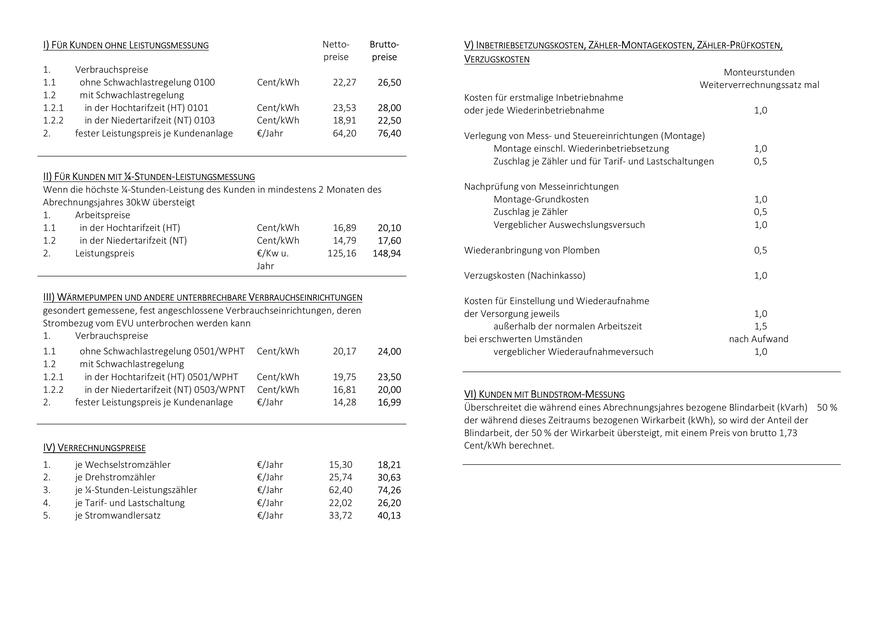 I) FÜR KUNDEN OHNE LEISTUNGSMESSUNG Netto- Brutto-
preise preise
1. Verbrauchspreise
1.1 ohne Schwachlastregelung 0100 Cent/kWh 22,27 26,50
1.2 mit Schwachlastregelung
1.2.1 in der Hochtarifzeit (HT) 0101 Cent/kWh 23,53 28,00
1.2.2 in der Niedertarifzeit (NT) 0103 Cent/kWh 18,91 22,50
2. fester Leistungspreis je Kundenanlage €/Jahr 64,20 76,40
II) FÜR KUNDEN MIT ¼-STUNDEN-LEISTUNGSMESSUNG
Wenn die höchste ¼-Stunden-Leistung des Kunden in mindestens 2 Monaten des
Abrechnungsjahres 30kW übersteigt
1. Arbeitspreise
1.1 in der Hochtarifzeit (HT) Cent/kWh 16,89 20,10
1.2 in der Niedertarifzeit (NT) Cent/kWh 14,79 17,60
2. Leistungspreis €/Kw u. 125,16 148,94
Jahr
III) WÄRMEPUMPEN UND ANDERE UNTERBRECHBARE VERBRAUCHSEINRICHTUNGEN
gesondert gemessene, fest angeschlossene Verbrauchseinrichtungen, deren
Strombezug vom EVU unterbrochen werden kann
1. Verbrauchspreise
1.1 ohne Schwachlastregelung 0501/WPHT Cent/kWh 20,17 24,00
1.2 mit Schwachlastregelung
1.2.1 in der Hochtarifzeit (HT) 0501/WPHT Cent/kWh 19,75 23,50
1.2.2 in der Niedertarifzeit (NT) 0503/WPNT Cent/kWh 16,81 20,00
2. fester Leistungspreis je Kundenanlage €/Jahr 14,28 16,99
IV) VERRECHNUNGSPREISE
1. je Wechselstromzähler €/Jahr 15,30 18,21
2. je Drehstromzähler €/Jahr 25,74 30,63
3. je ¼-Stunden-Leistungszähler €/Jahr 62,40 74,26
4. je Tarif- und Lastschaltung €/Jahr 22,02 26,20
5. je Stromwandlersatz €/Jahr 33,72 40,13
V) INBETRIEBSETZUNGSKOSTEN, ZÄHLER-MONTAGEKOSTEN, ZÄHLER-PRÜFKOSTEN,
VERZUGSKOSTEN
Monteurstunden
Weiterverrechnungssatz mal
Kosten für erstmalige Inbetriebnahme
oder jede Wiederinbetriebnahme 1,0
Verlegung von Mess- und Steuereinrichtungen (Montage)
Montage einschl. Wiederinbetriebsetzung 1,0
Zuschlag je Zähler und für Tarif- und Lastschaltungen 0,5
Nachprüfung von Messeinrichtungen
Montage-Grundkosten 1,0
Zuschlag je Zähler 0,5
Vergeblicher Auswechslungsversuch 1,0
Wiederanbringung von Plomben 0,5
Verzugskosten (Nachinkasso) 1,0
Kosten für Einstellung und Wiederaufnahme
der Versorgung jeweils 1,0
außerhalb der normalen Arbeitszeit 1,5
bei erschwerten Umständen nach Aufwand
vergeblicher Wiederaufnahmeversuch 1,0
VI) KUNDEN MIT BLINDSTROM-MESSUNG
Überschreitet die während eines Abrechnungsjahres bezogene Blindarbeit (kVarh) 50 %
der während dieses Zeitraums bezogenen Wirkarbeit (kWh), so wird der Anteil der
Blindarbeit, der 50 % der Wirkarbeit übersteigt, mit einem Preis von brutto 1,73
Cent/kWh berechnet.